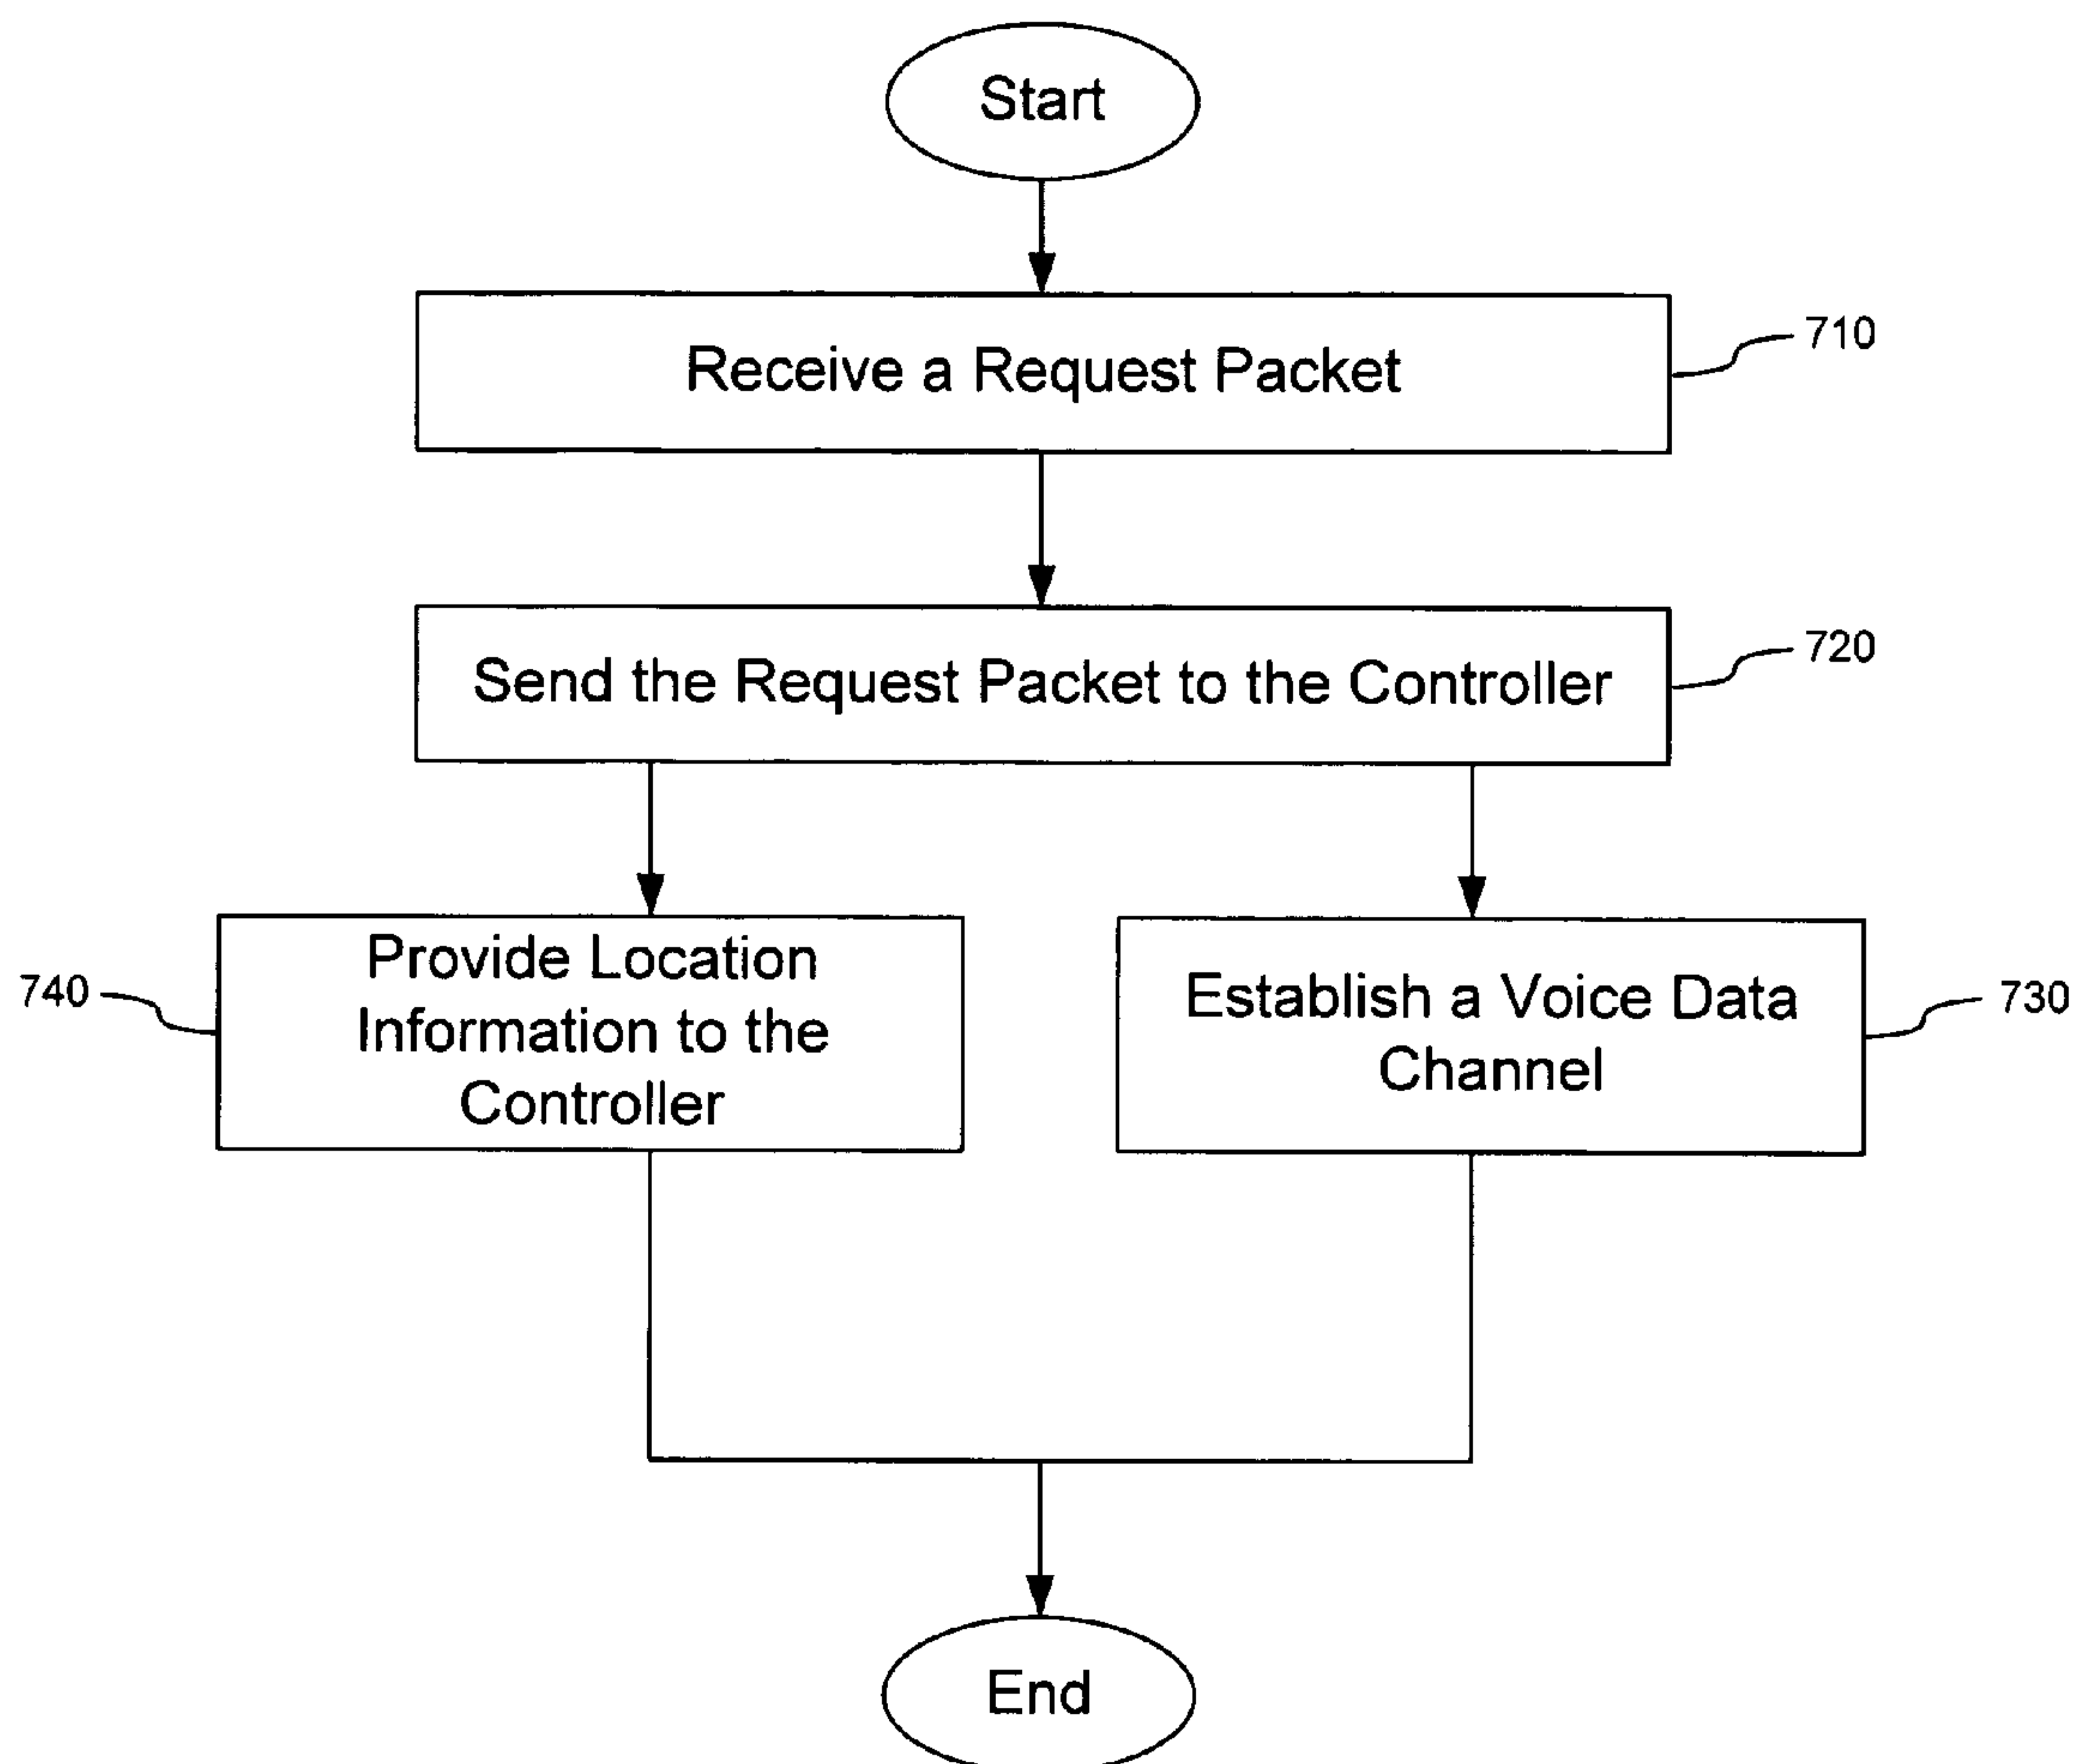 Start
Receive a Request Packet
710
Send the Request Packet to the Controller
720
740
Provide Location
Information to the
Controller
Establish a Voice Data
Channel
730
End